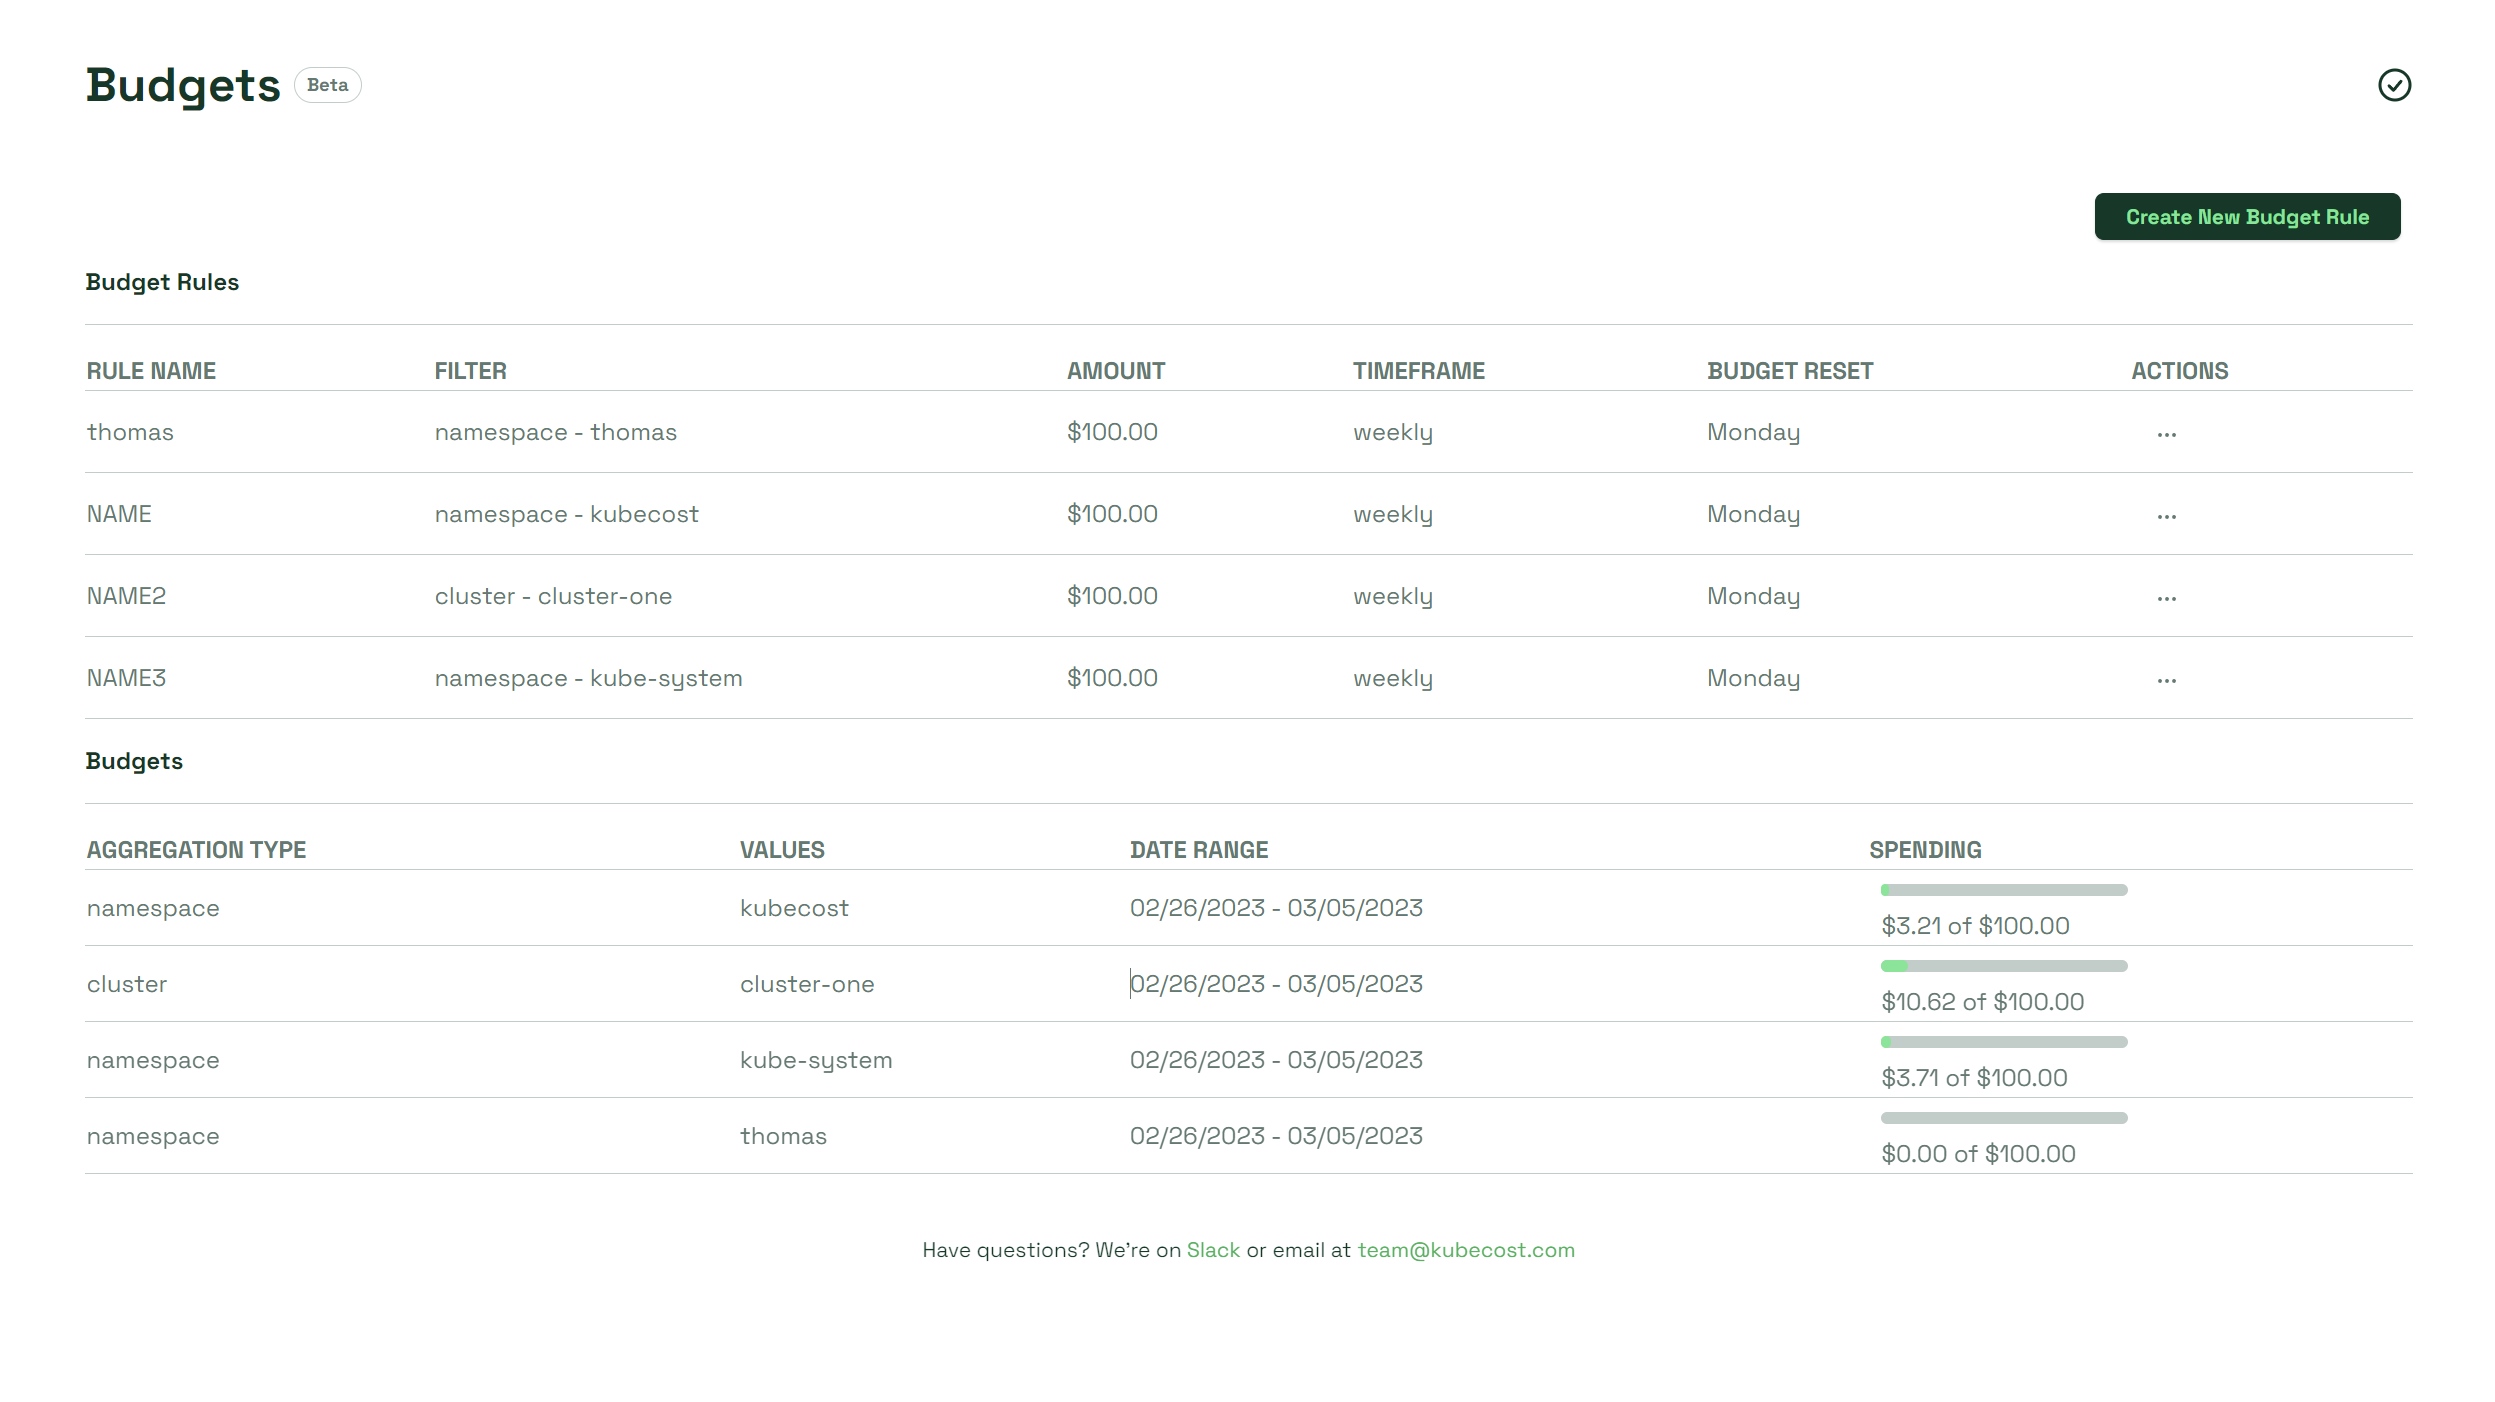 Budgets Beta
Create New Budget Rule
Budget Rules
RULE NAME FILTER AMOUNT TIMEFRAME BUDGET RESET ACTIONS
thomas namespace - thomas $100.00 weekly Monday ...
NAME namespace - kubecost $100.00 weekly Monday ...
NAME2 cluster - cluster-one $100.00 weekly Monday ...
NAME3 namespace - kube-system $100.00 weekly Monday ...
Budgets
AGGREGATION TYPE VALUES DATE RANGE SPENDING
namespace kubecost 02/26/2023 - 03/05/2023 $3.21 of $100.00
cluster cluster-one 02/26/2023 - 03/05/2023 $10.62 of $100.00
namespace kube-system 02/26/2023 - 03/05/2023 $3.71 of $100.00
namespace thomas 02/26/2023 - 03/05/2023 $0.00 of $100.00
Have questions? We're on Slack or email at team@kubecost.com